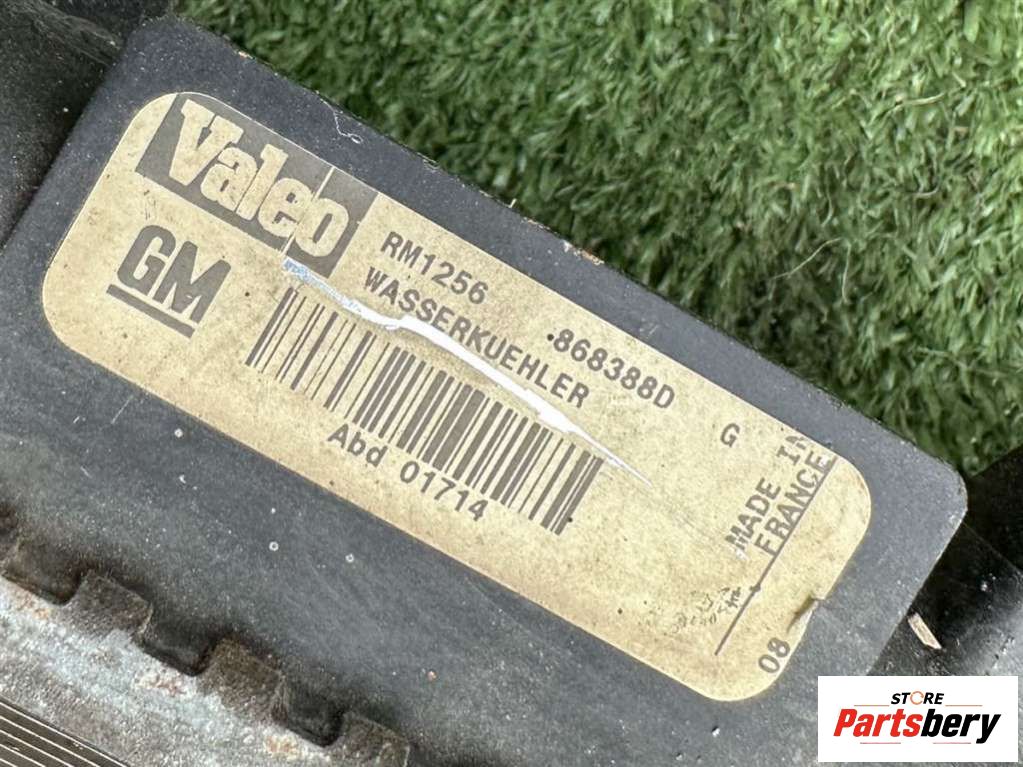 Valeo
GM
RM1256 .868388D G
WASSERKUEHLER
Abd 01714
MADE IN
FRANCE
08
STORE
Partsbery